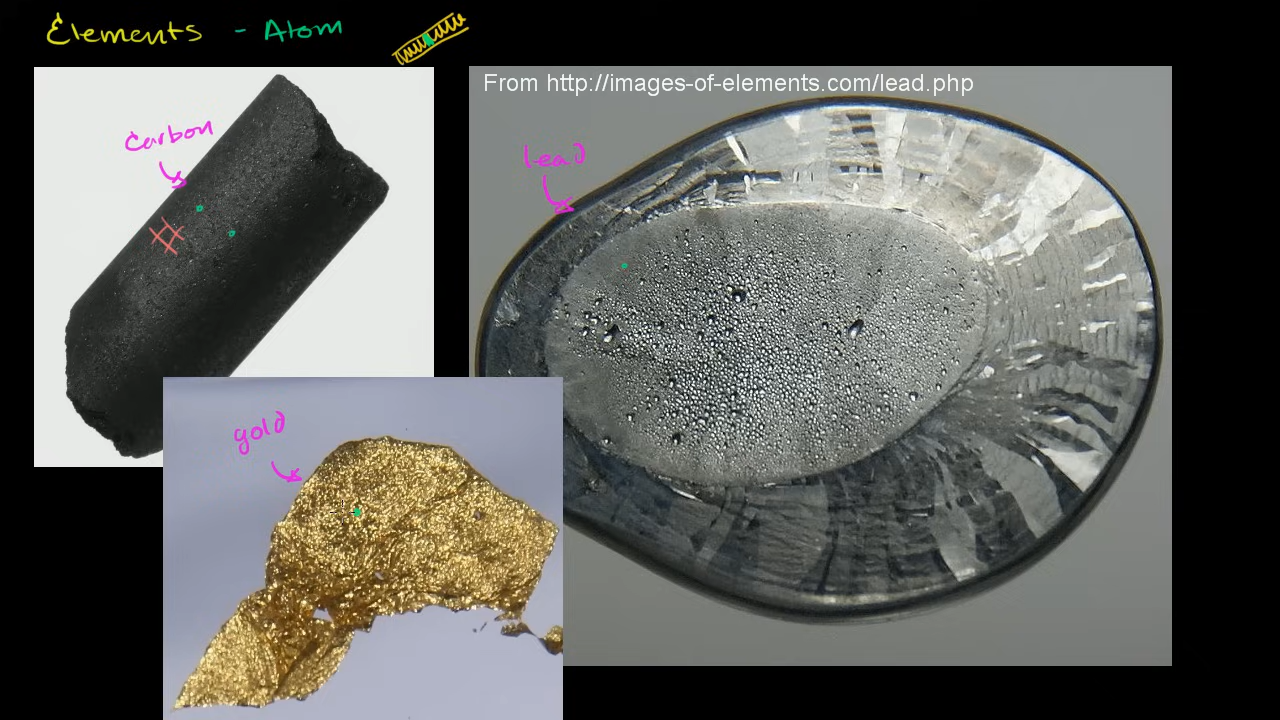 Elements - Atom
From http://images-of-elements.com/lead.php
Carbon
lead
gold